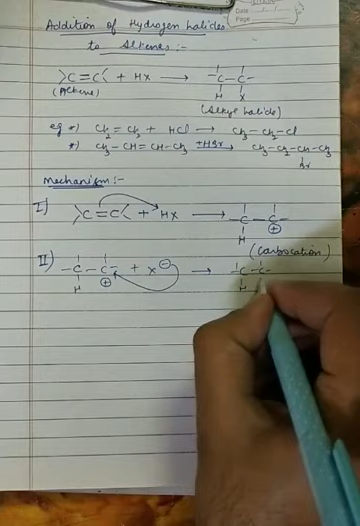 Date
Page
Addition of Hydrogen halides
to Alkenes :-
>C=C< + HX → -C-C-
(Alkene) H X
(Alkyl halide)
eg *) CH2 = CH2 + HCl → CH3-CH2-Cl
*) CH3-CH=CH-CH3 +HBr → CH3-CH2-CH-CH3
Br
Mechanism :-
I) >C=C< + HX → -C-C-
H ⊕
(Carbocation)
II) -C-C- + X⊖ → -C-C-
H ⊕ H